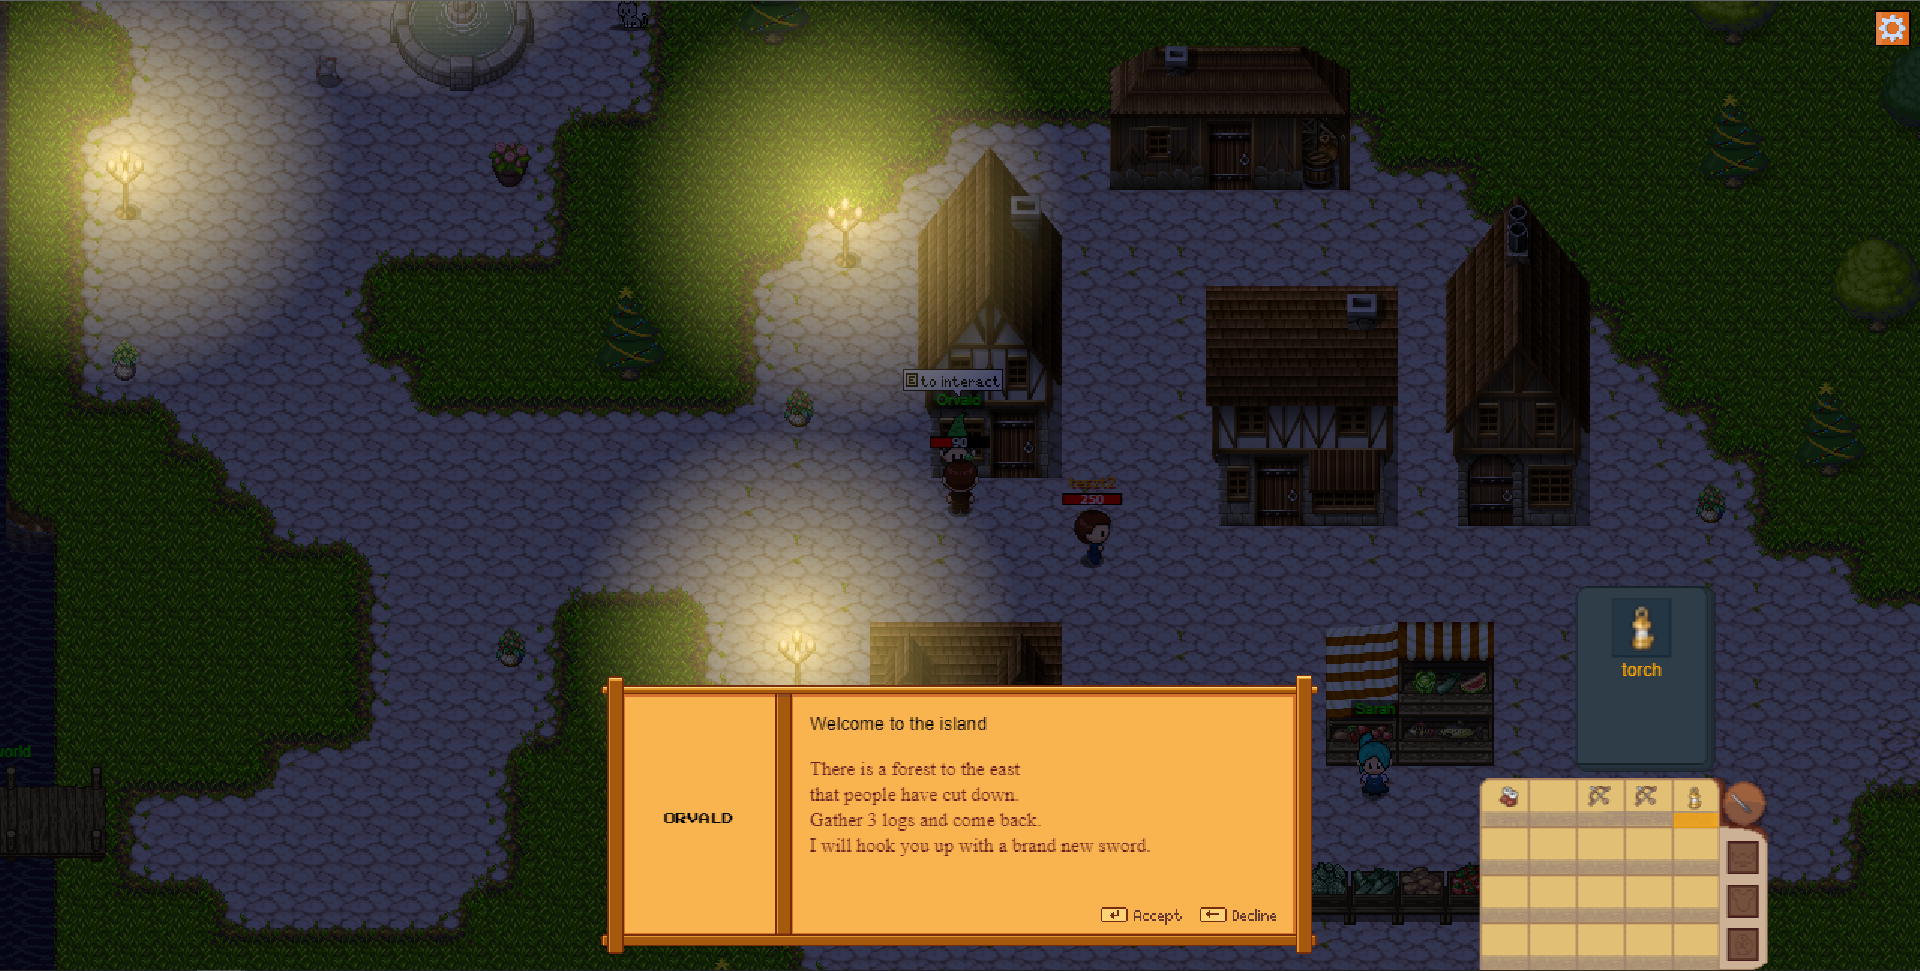 E to interact
Orvald
90
250
torch
Sarah
world
Welcome to the island
There is a forest to the east
that people have cut down.
Gather 3 logs and come back.
I will hook you up with a brand new sword.
ORVALD
Accept
Decline